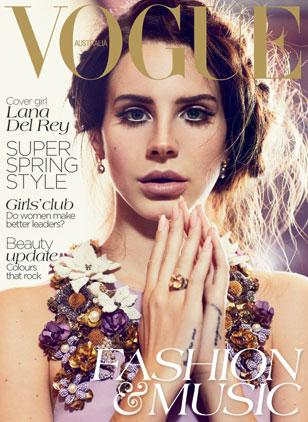 VOGUE
AUSTRALIA
Cover girl
Lana
Del Rey
SUPER
SPRING
STYLE
Girls' club
Do women make
better leaders?
Beauty
update
Colours
that rock
FASHION
& MUSIC